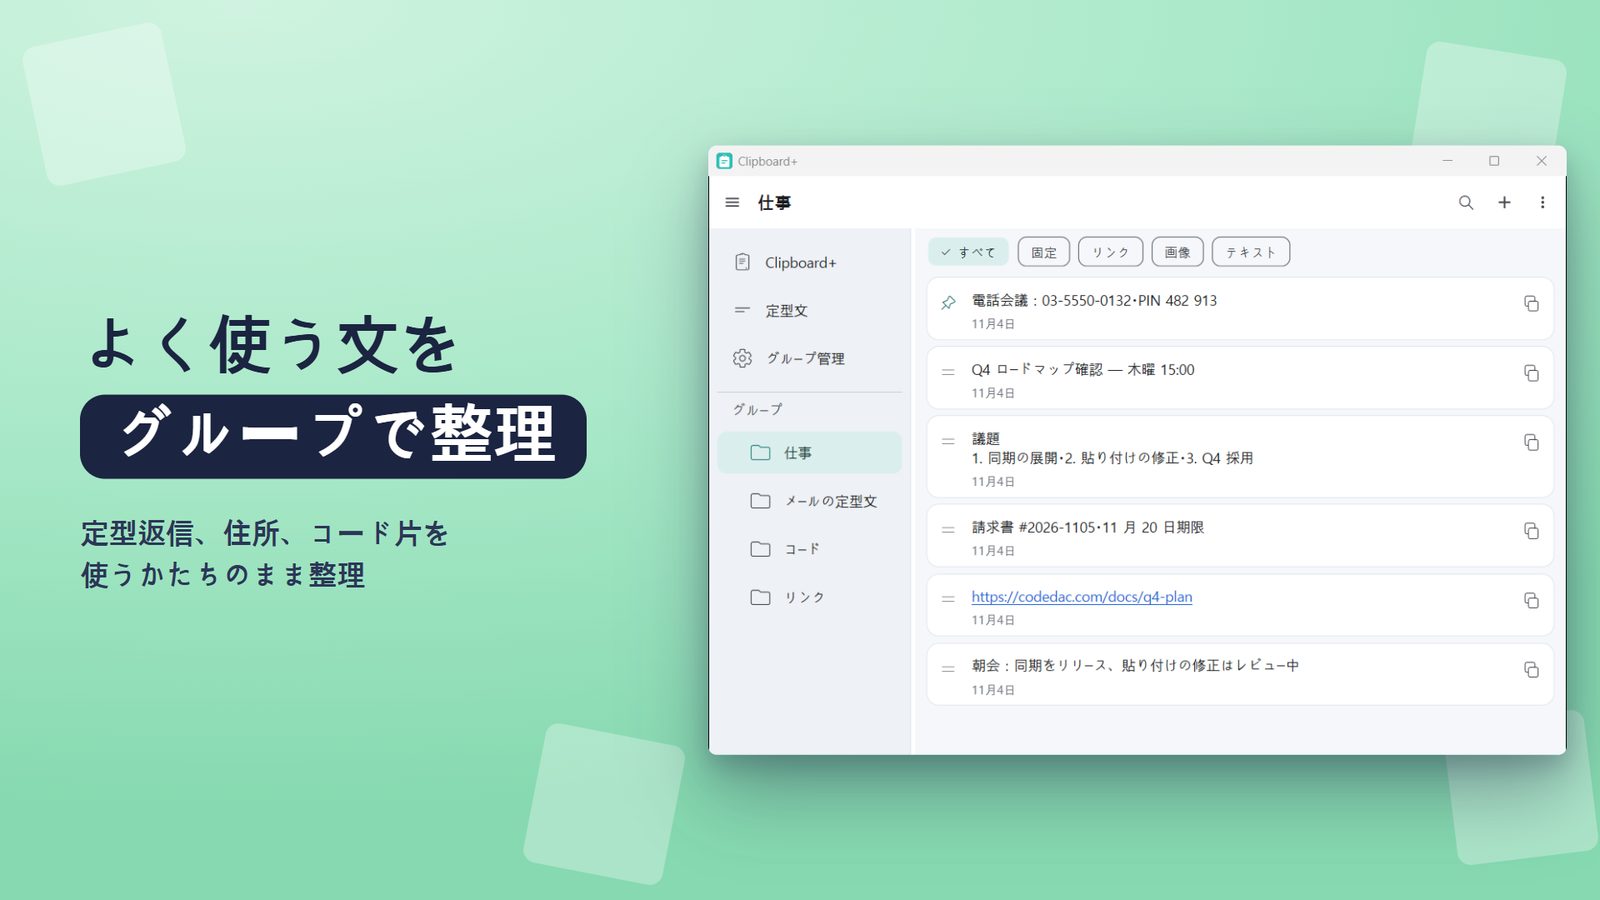 よく使う文を
グループで整理
定型返信、住所、コード片を
使うかたちのまま整理
Clipboard+
仕事
Clipboard+
定型文
グループ管理
グループ
仕事
メールの定型文
コード
リンク
すべて
固定
リンク
画像
テキスト
電話会議：03-5550-0132･PIN 482 913
11月4日
Q4 ロードマップ確認 — 木曜 15:00
11月4日
議題
1. 同期の展開･2. 貼り付けの修正･3. Q4 採用
11月4日
請求書 #2026-1105･11 月 20 日期限
11月4日
https://codedac.com/docs/q4-plan
11月4日
朝会：同期をリリース、貼り付けの修正はレビュー中
11月4日